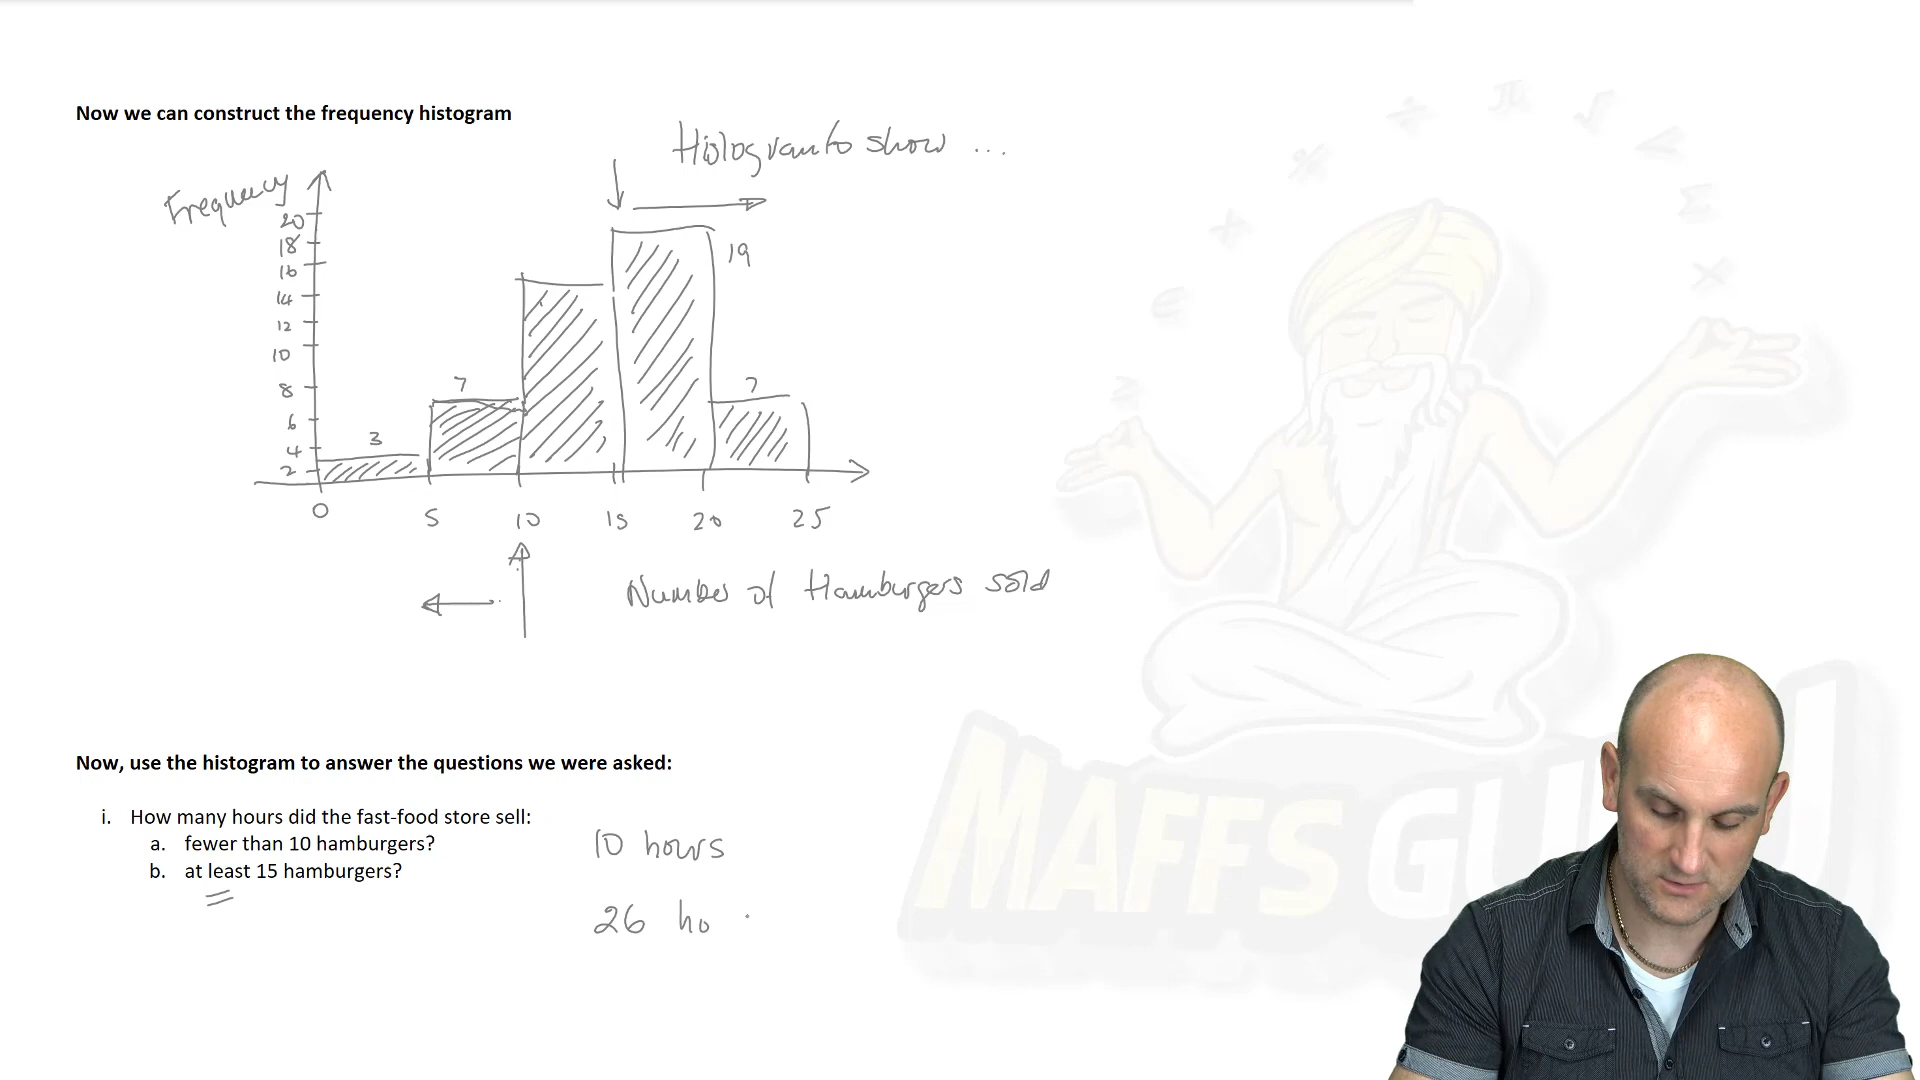 Now we can construct the frequency histogram
Hologram to show ...
Frequency
20
18
16
14
12
10
8
6
4
2
3
7
19
7
0 5 10 15 20 25
Number of Hamburgers sold
Now, use the histogram to answer the questions we were asked:
i. How many hours did the fast-food store sell:
a. fewer than 10 hamburgers?
10 hours
b. at least 15 hamburgers?
26 ho
MAFFS GU